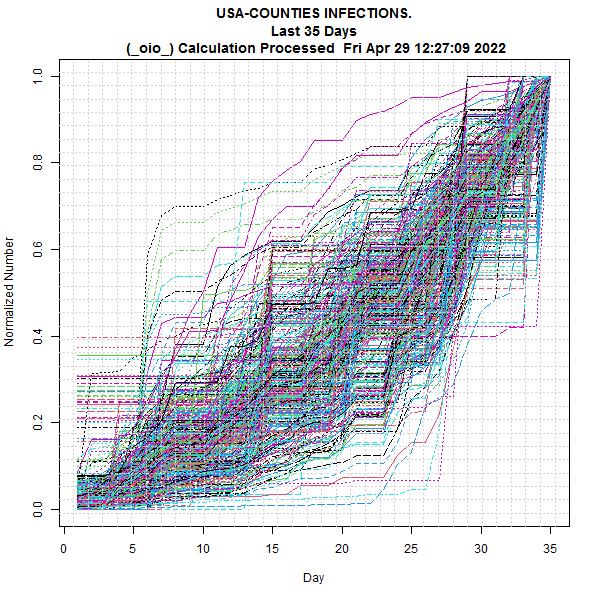 USA-COUNTIES INFECTIONS.
Last 35 Days
(_oio_) Calculation Processed  Fri Apr 29 12:27:09 2022
Normalized Number
1.0
0.8
0.6
0.4
0.2
0.0
0 5 10 15 20 25 30 35
Day